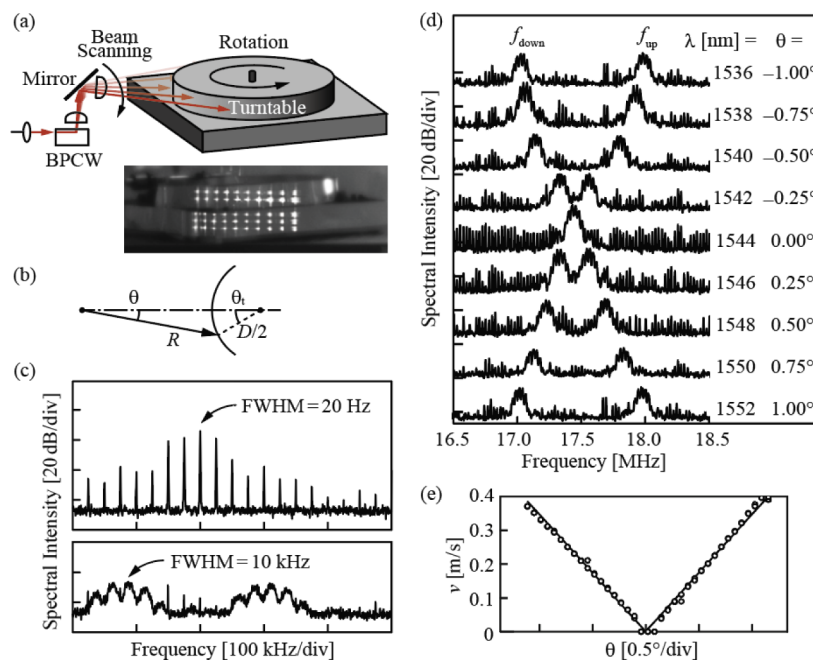 (a)
Beam
Scanning
Rotation
Mirror
Turntable
BPCW
(b)
θ
θt
R
D/2
(c)
FWHM = 20 Hz
Spectral Intensity [20 dB/div]
FWHM = 10 kHz
Frequency [100 kHz/div]
(d)
fdown fup λ [nm] = θ =
1536 –1.00°
1538 –0.75°
1540 –0.50°
1542 –0.25°
1544 0.00°
1546 0.25°
1548 0.50°
1550 0.75°
1552 1.00°
Spectral Intensity [20 dB/div]
16.5 17.0 17.5 18.0 18.5
Frequency [MHz]
(e)
0.4
0.3
0.2
0.1
0
v [m/s]
θ [0.5°/div]